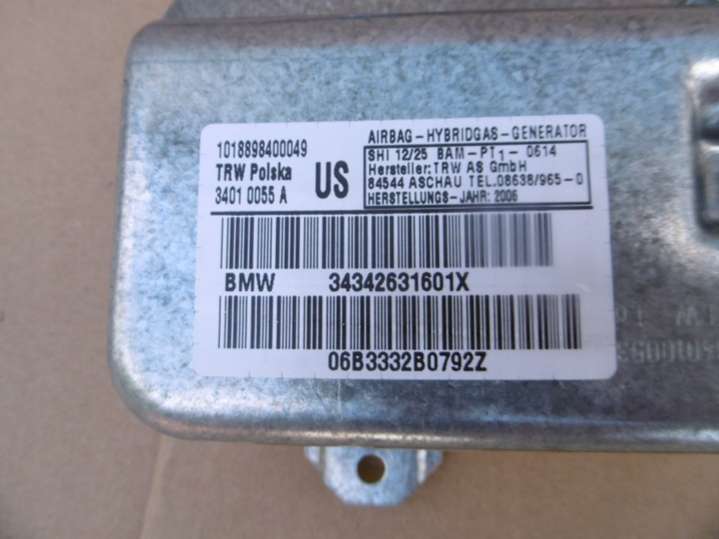 1018898400049
TRW Polska
3401 0055 A
US
AIRBAG-HYBRIDGAS-GENERATOR
SHI 12/25 BAM-PT1-0614
Hersteller: TRW AS GmbH
84544 ASCHAU TEL.08638/965-0
HERSTELLUNGS-JAHR: 2006
BMW 34342631601X
06B3332B0792Z